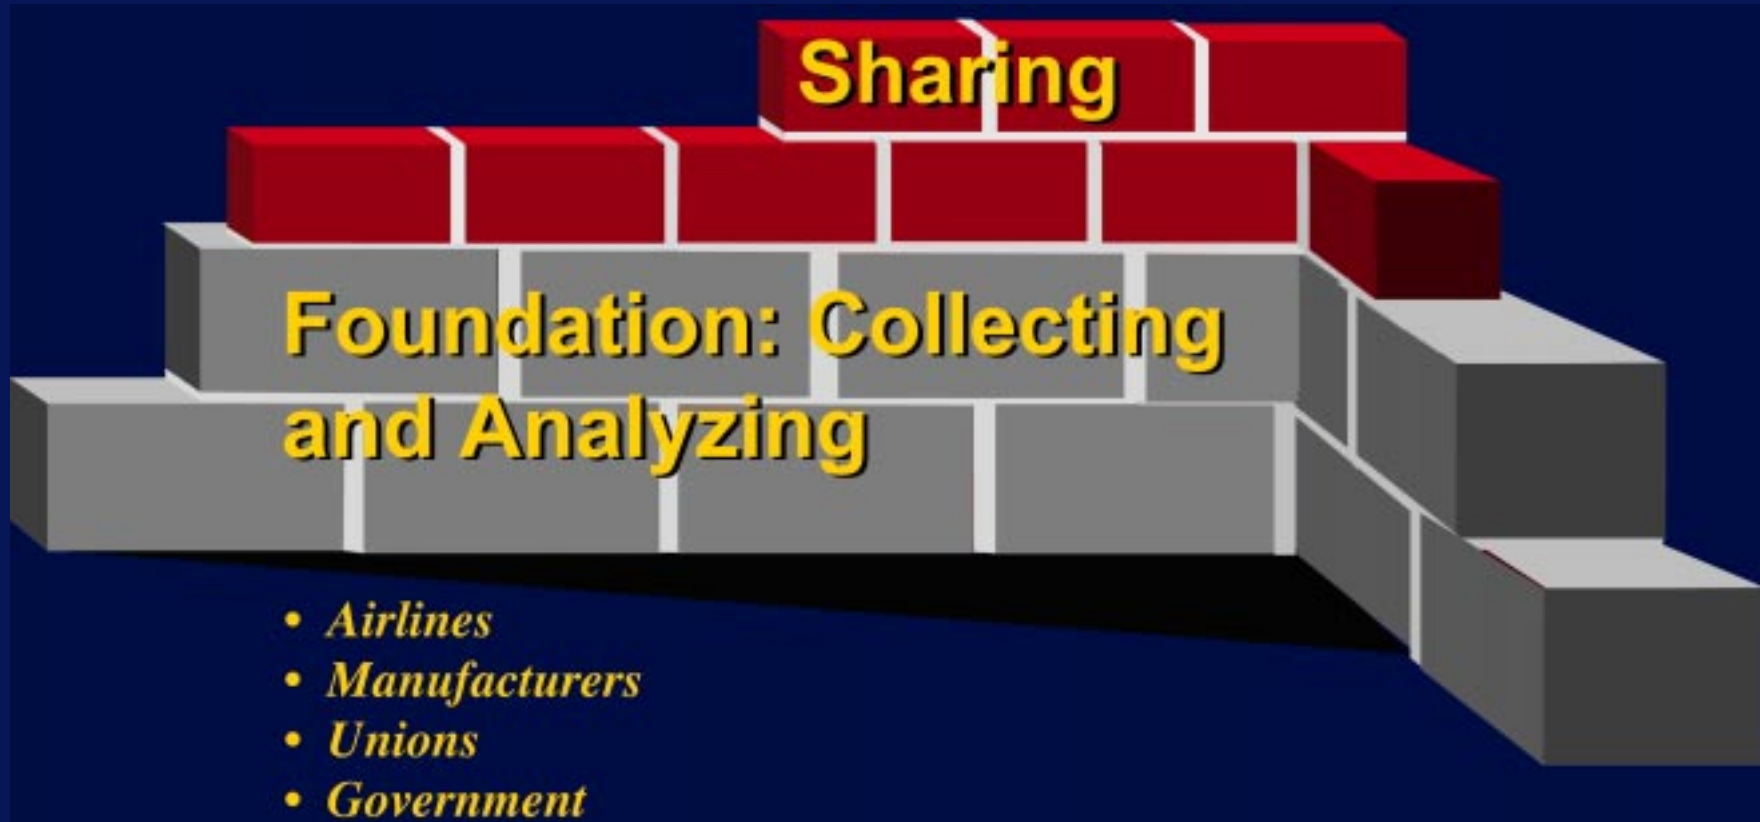 Sharing
Foundation: Collecting
and Analyzing
• Airlines
• Manufacturers
• Unions
• Government